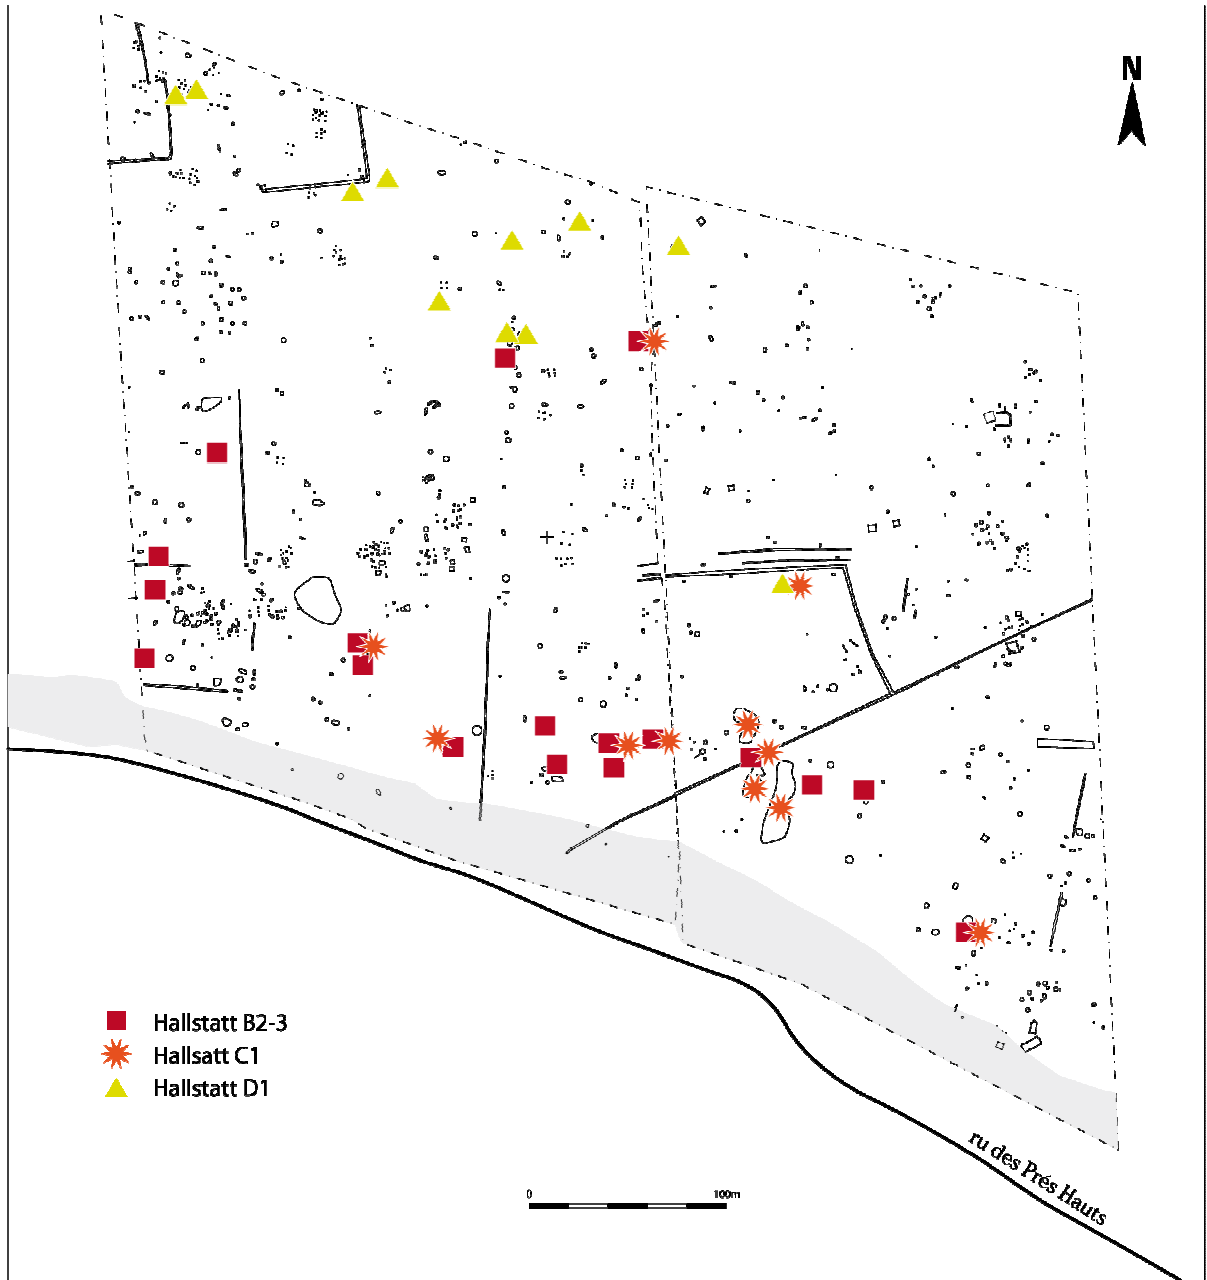 N
Hallstatt B2-3
Hallsatt C1
Hallstatt D1
ru des Prés Hauts
0 100m